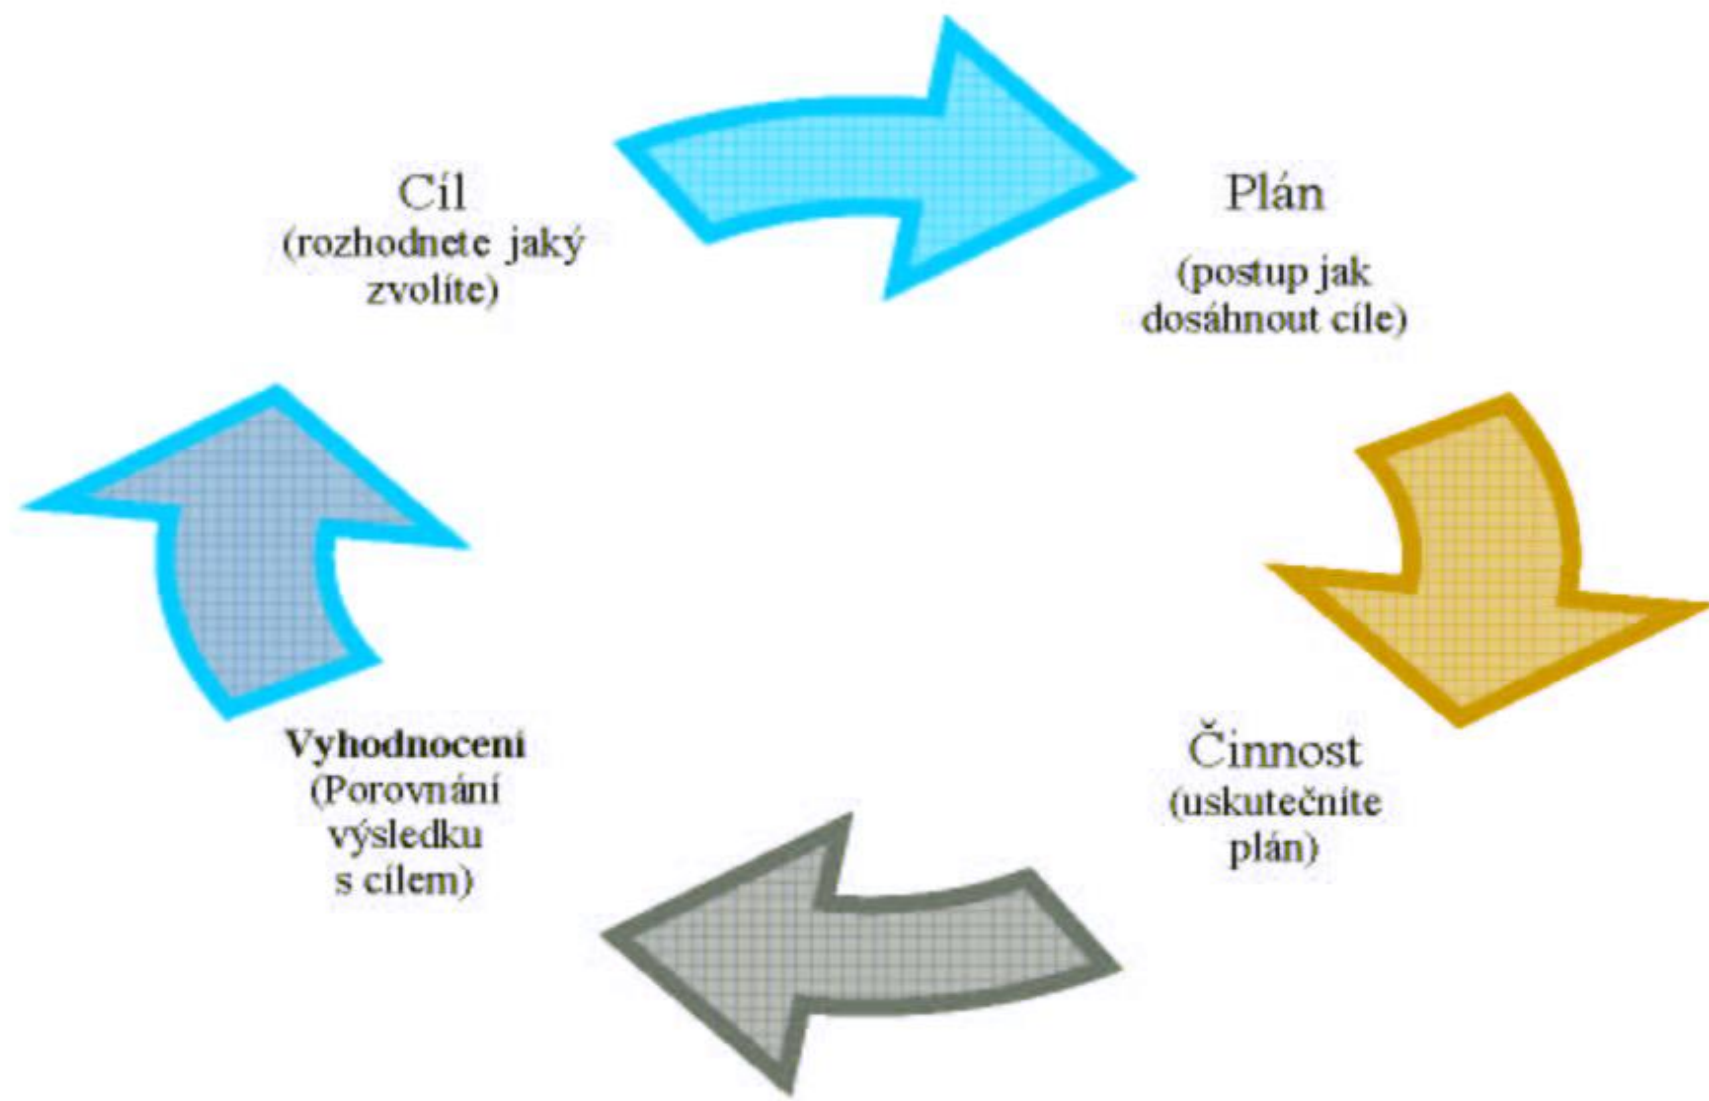 Cíl
(rozhodnete jaký
zvolíte)
Plán
(postup jak
dosáhnout cíle)
Činnost
(uskutečníte
plán)
Vyhodnocení
(Porovnání
výsledku
s cílem)